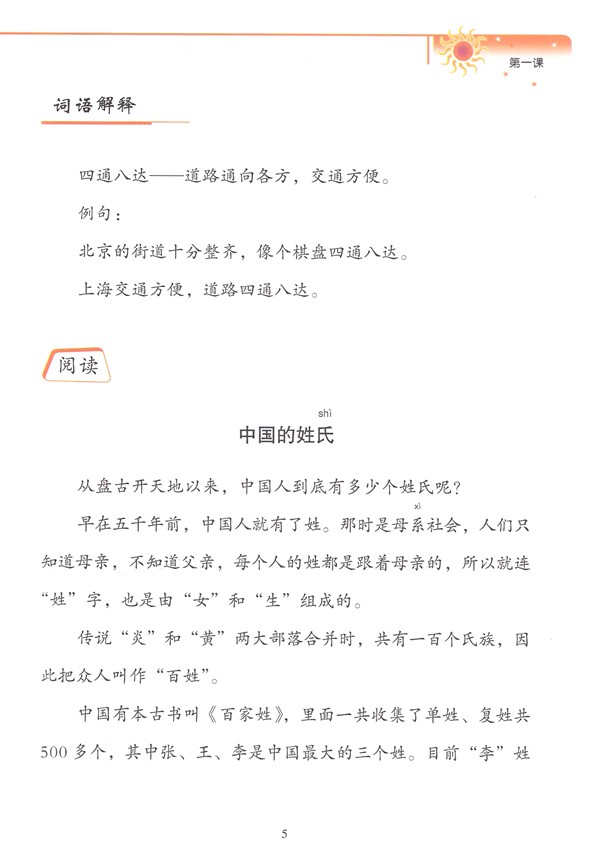 第一课
词语解释
四通八达——道路通向各方，交通方便。
例句：
北京的街道十分整齐，像个棋盘四通八达。
上海交通方便，道路四通八达。
阅读
shì
中国的姓氏
从盘古开天地以来，中国人到底有多少个姓氏呢？
xì
早在五千年前，中国人就有了姓。那时是母系社会，人们只
知道母亲，不知道父亲，每个人的姓都是跟着母亲的，所以就连
“姓”字，也是由“女”和“生”组成的。
传说“炎”和“黄”两大部落合并时，共有一百个氏族，因
此把众人叫作“百姓”。
中国有本古书叫《百家姓》，里面一共收集了单姓、复姓共
500多个，其中张、王、李是中国最大的三个姓。目前“李”姓
5